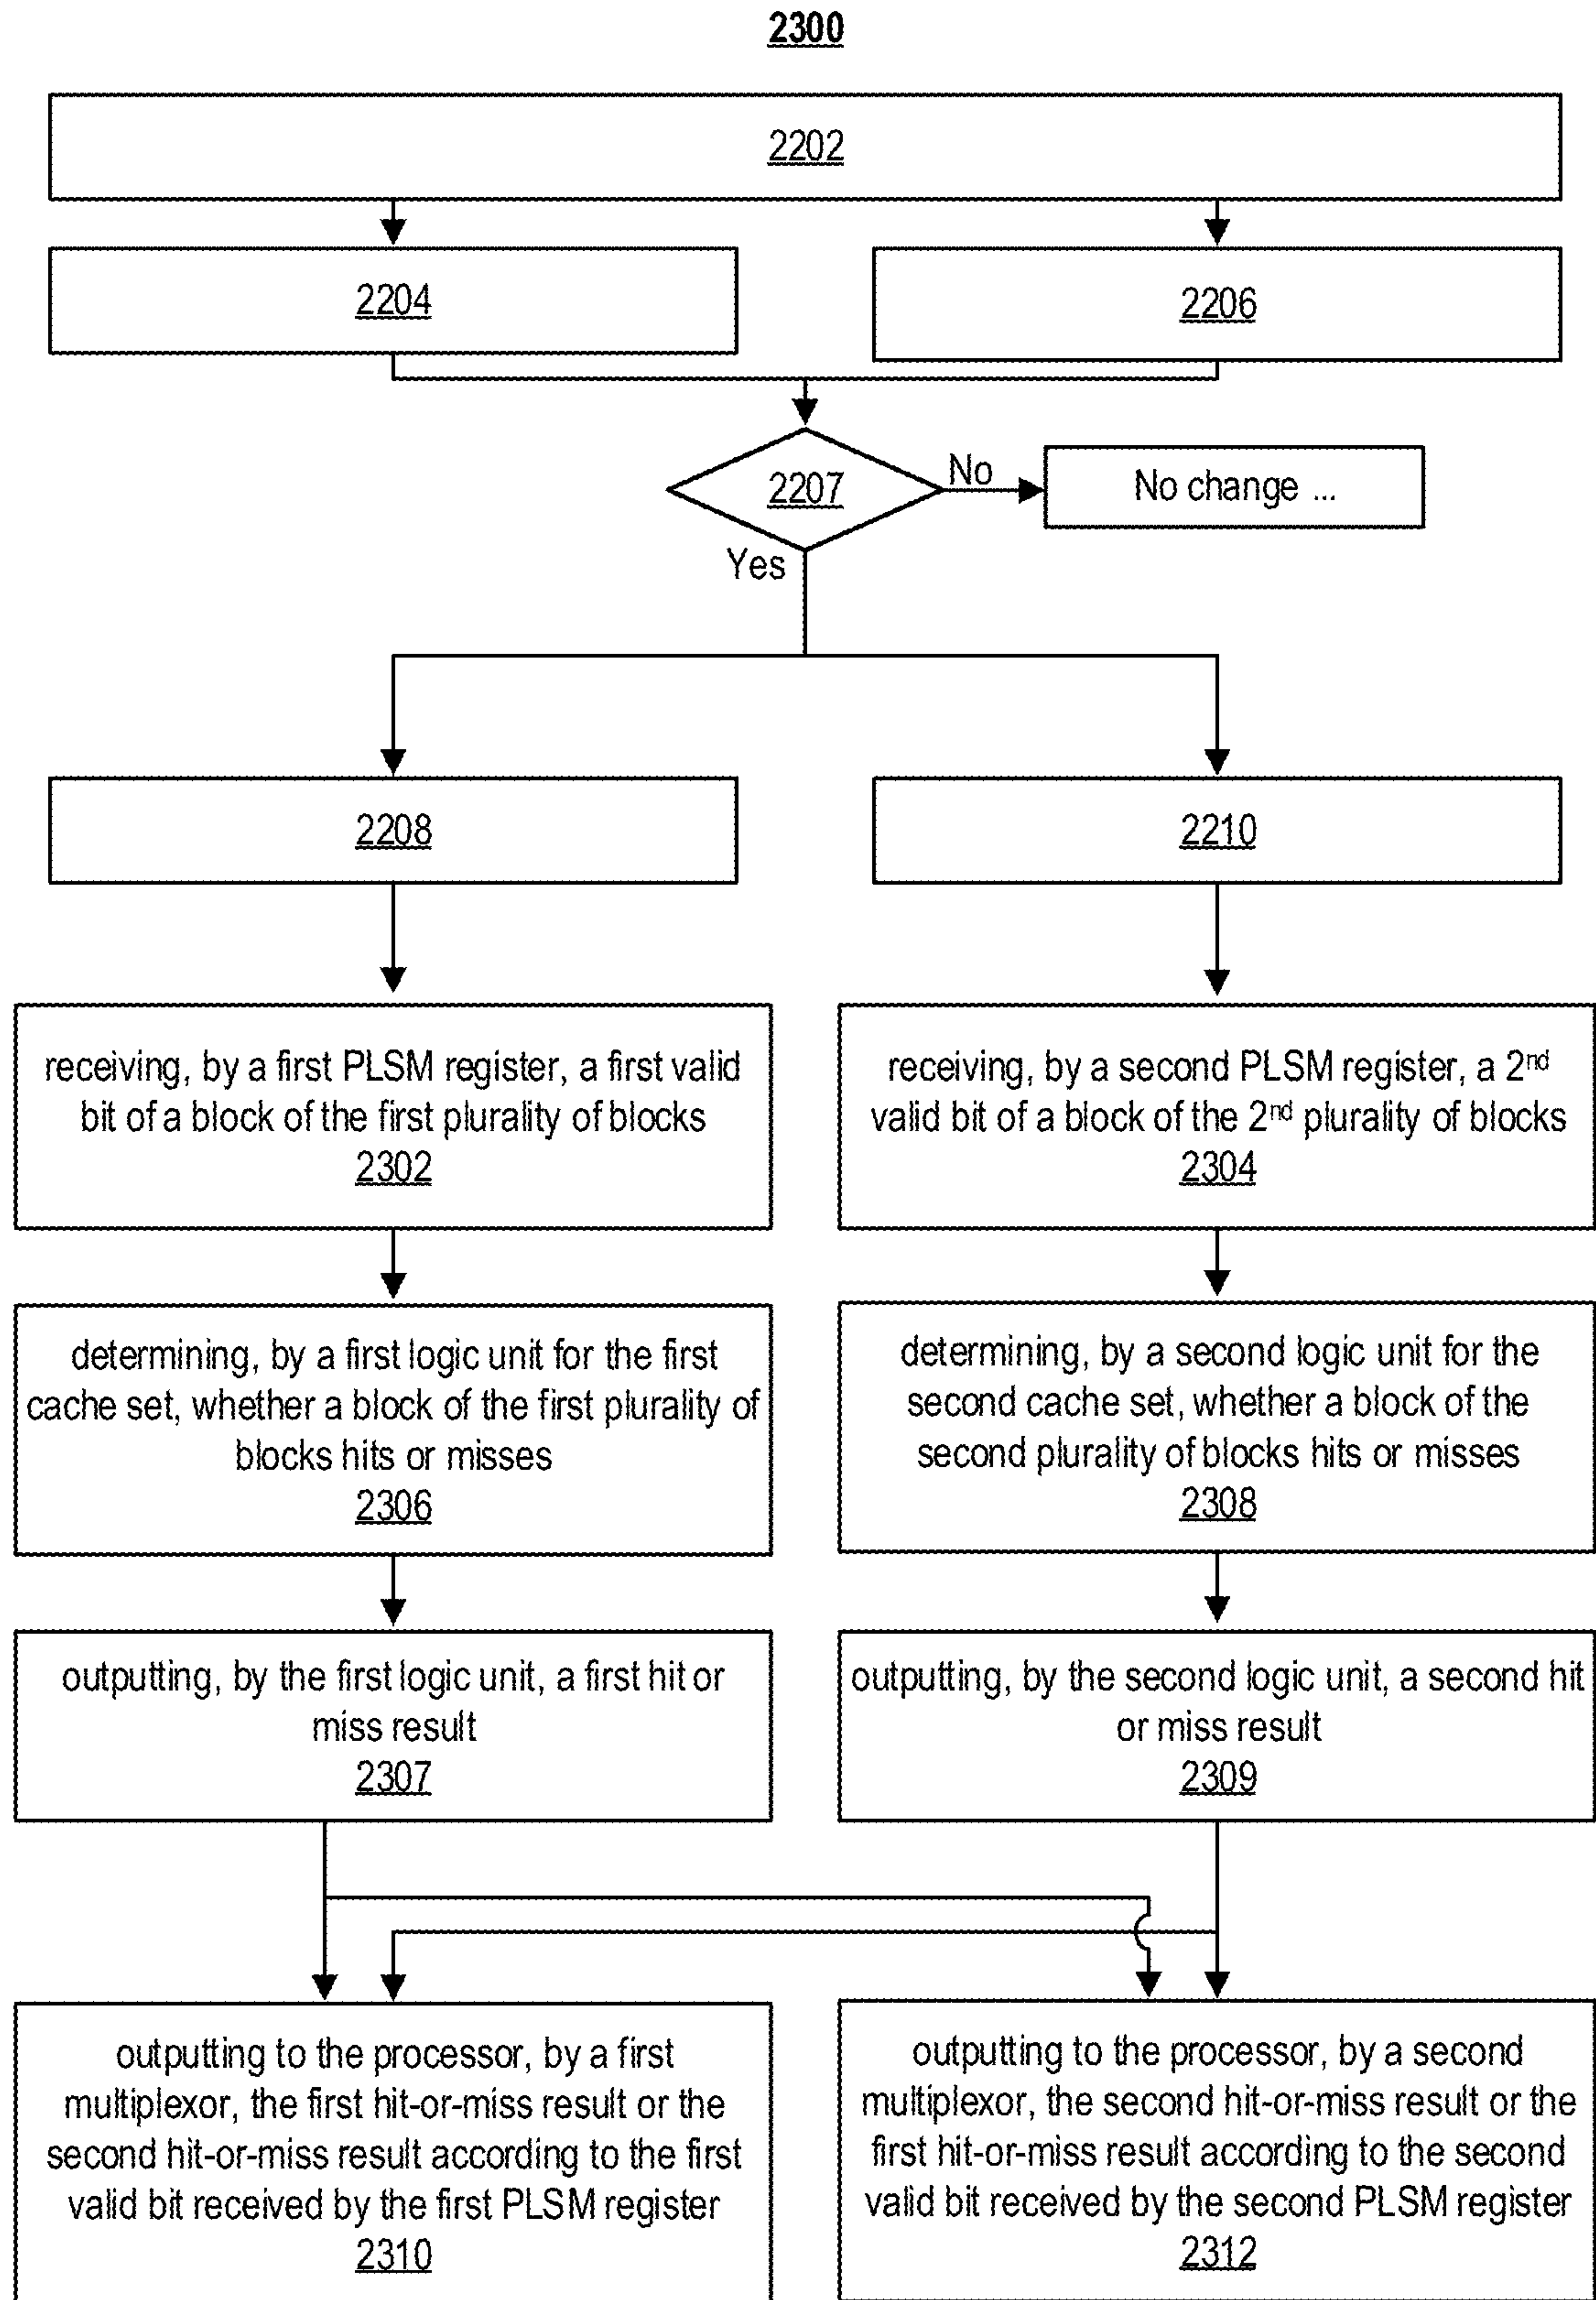 2300
2202
2204
2206
2207
No
No change ...
Yes
2208
2210
receiving, by a first PLSM register, a first valid
bit of a block of the first plurality of blocks
2302
receiving, by a second PLSM register, a 2nd
valid bit of a block of the 2nd plurality of blocks
2304
determining, by a first logic unit for the first
cache set, whether a block of the first plurality of
blocks hits or misses
2306
determining, by a second logic unit for the
second cache set, whether a block of the
second plurality of blocks hits or misses
2308
outputting, by the first logic unit, a first hit or
miss result
2307
outputting, by the second logic unit, a second hit
or miss result
2309
outputting to the processor, by a first
multiplexor, the first hit-or-miss result or the
second hit-or-miss result according to the first
valid bit received by the first PLSM register
2310
outputting to the processor, by a second
multiplexor, the second hit-or-miss result or the
first hit-or-miss result according to the second
valid bit received by the second PLSM register
2312